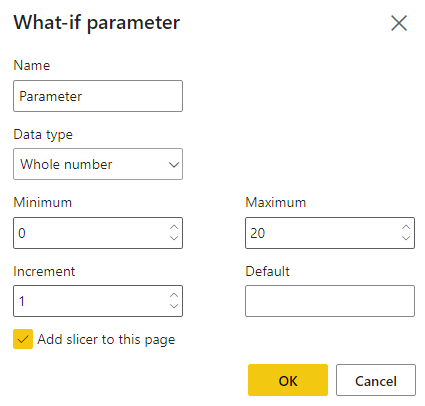 What-if parameter
Name
Parameter
Data type
Whole number
Minimum Maximum
0 20
Increment Default
1
Add slicer to this page
OK Cancel